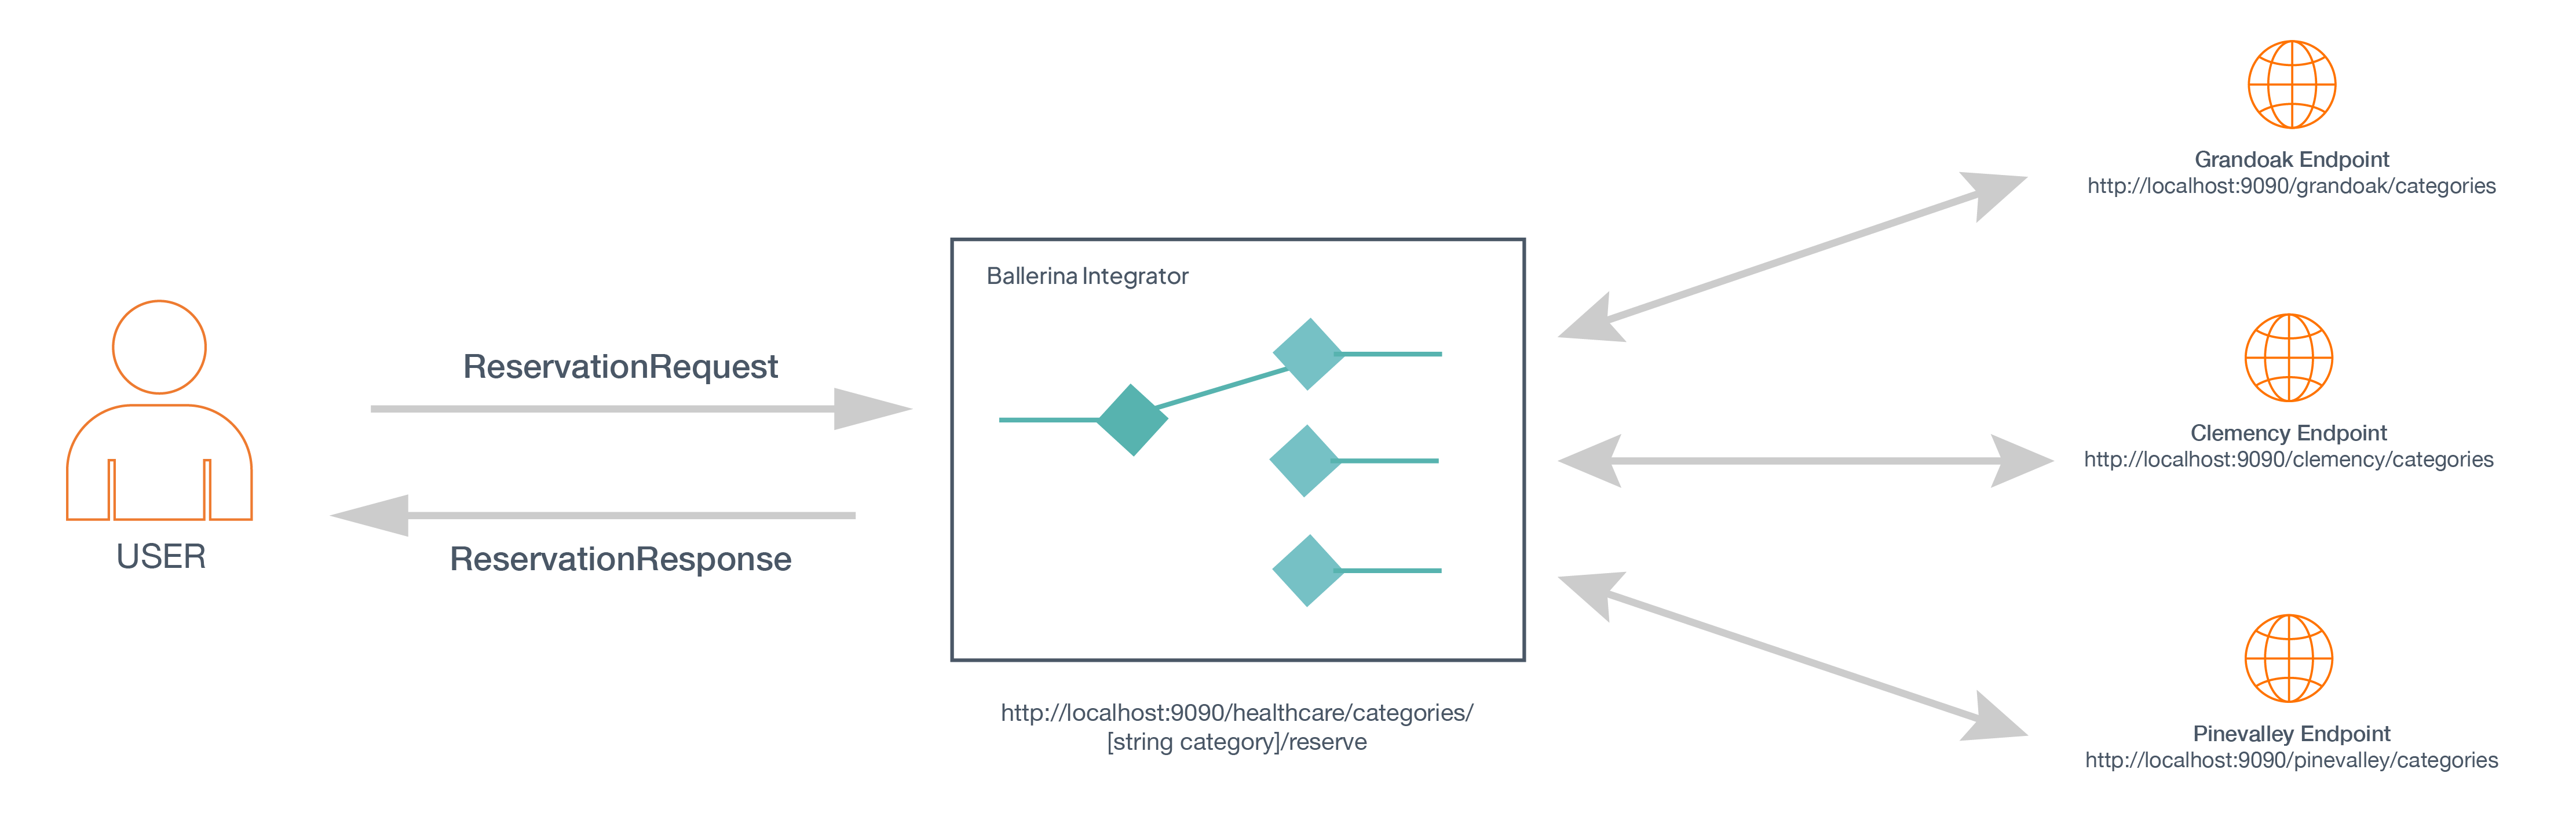 USER
ReservationRequest
ReservationResponse
Ballerina Integrator
http://localhost:9090/healthcare/categories/
[string category]/reserve
Grandoak Endpoint
http://localhost:9090/grandoak/categories
Clemency Endpoint
http://localhost:9090/clemency/categories
Pinevalley Endpoint
http://localhost:9090/pinevalley/categories